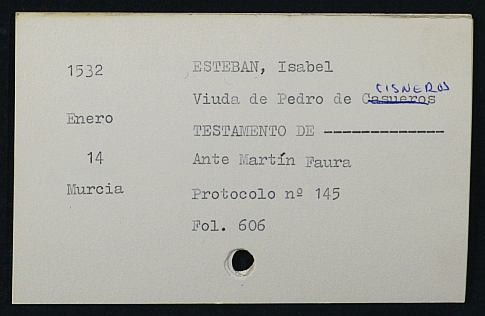 1532 ESTEBAN, Isabel
CISNEROS
Viuda de Pedro de Casueros
Enero
TESTAMENTO DE -------------
14 Ante Martín Faura
Murcia Protocolo nº 145
Fol. 606